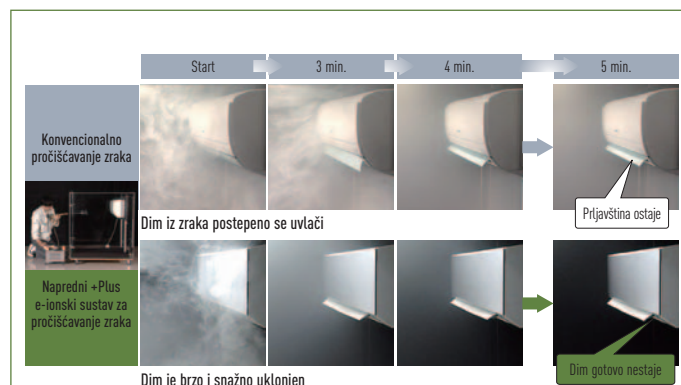 Start
3 min.
4 min.
5 min.
Konvencionalno
pročišćavanje zraka
Prljavština ostaje
Dim iz zraka postepeno se uvlači
Napredni +Plus
e-ionski sustav za
pročišćavanje zraka
Dim gotovo nestaje
Dim je brzo i snažno uklonjen